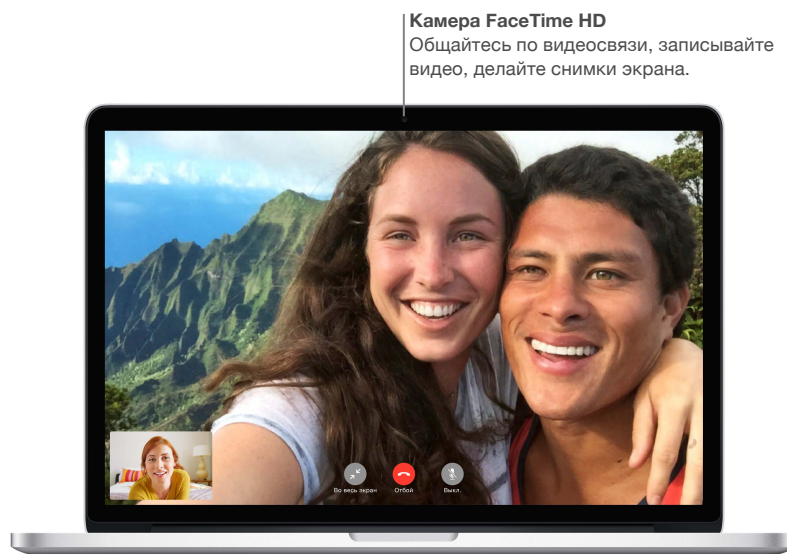 Камера FaceTime HD
Общайтесь по видеосвязи, записывайте
видео, делайте снимки экрана.
Во весь экран Отбой Выкл.